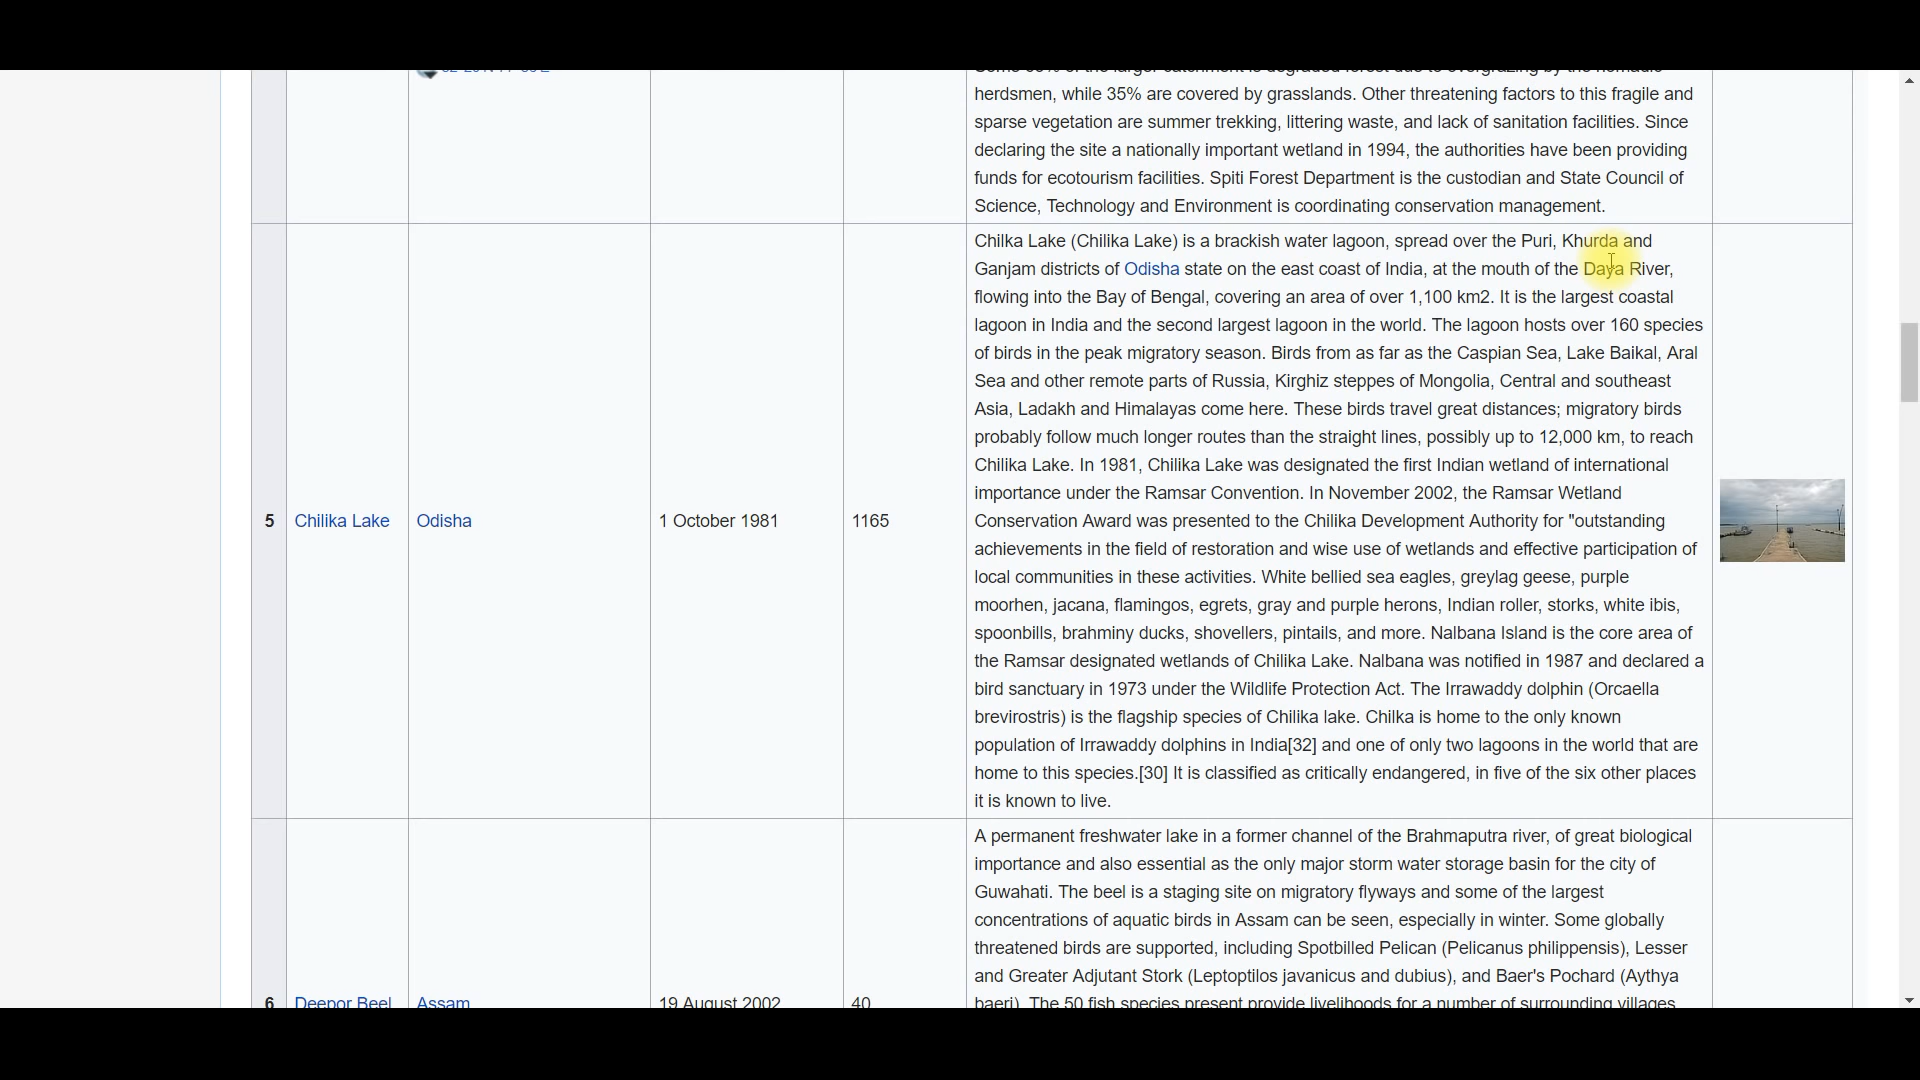 herdsmen, while 35% are covered by grasslands. Other threatening factors to this fragile and
sparse vegetation are summer trekking, littering waste, and lack of sanitation facilities. Since
declaring the site a nationally important wetland in 1994, the authorities have been providing
funds for ecotourism facilities. Spiti Forest Department is the custodian and State Council of
Science, Technology and Environment is coordinating conservation management.
5
Chilika Lake
Odisha
1 October 1981
1165
Chilka Lake (Chilika Lake) is a brackish water lagoon, spread over the Puri, Khurda and
Ganjam districts of Odisha state on the east coast of India, at the mouth of the Daya River,
flowing into the Bay of Bengal, covering an area of over 1,100 km2. It is the largest coastal
lagoon in India and the second largest lagoon in the world. The lagoon hosts over 160 species
of birds in the peak migratory season. Birds from as far as the Caspian Sea, Lake Baikal, Aral
Sea and other remote parts of Russia, Kirghiz steppes of Mongolia, Central and southeast
Asia, Ladakh and Himalayas come here. These birds travel great distances; migratory birds
probably follow much longer routes than the straight lines, possibly up to 12,000 km, to reach
Chilika Lake. In 1981, Chilika Lake was designated the first Indian wetland of international
importance under the Ramsar Convention. In November 2002, the Ramsar Wetland
Conservation Award was presented to the Chilika Development Authority for "outstanding
achievements in the field of restoration and wise use of wetlands and effective participation of
local communities in these activities. White bellied sea eagles, greylag geese, purple
moorhen, jacana, flamingos, egrets, gray and purple herons, Indian roller, storks, white ibis,
spoonbills, brahminy ducks, shovellers, pintails, and more. Nalbana Island is the core area of
the Ramsar designated wetlands of Chilika Lake. Nalbana was notified in 1987 and declared a
bird sanctuary in 1973 under the Wildlife Protection Act. The Irrawaddy dolphin (Orcaella
brevirostris) is the flagship species of Chilika lake. Chilka is home to the only known
population of Irrawaddy dolphins in India[32] and one of only two lagoons in the world that are
home to this species.[30] It is classified as critically endangered, in five of the six other places
it is known to live.
6
Deepor Beel
Assam
19 August 2002
40
A permanent freshwater lake in a former channel of the Brahmaputra river, of great biological
importance and also essential as the only major storm water storage basin for the city of
Guwahati. The beel is a staging site on migratory flyways and some of the largest
concentrations of aquatic birds in Assam can be seen, especially in winter. Some globally
threatened birds are supported, including Spotbilled Pelican (Pelicanus philippensis), Lesser
and Greater Adjutant Stork (Leptoptilos javanicus and dubius), and Baer's Pochard (Aythya
baeri). The 50 fish species present provide livelihoods for a number of surrounding villages